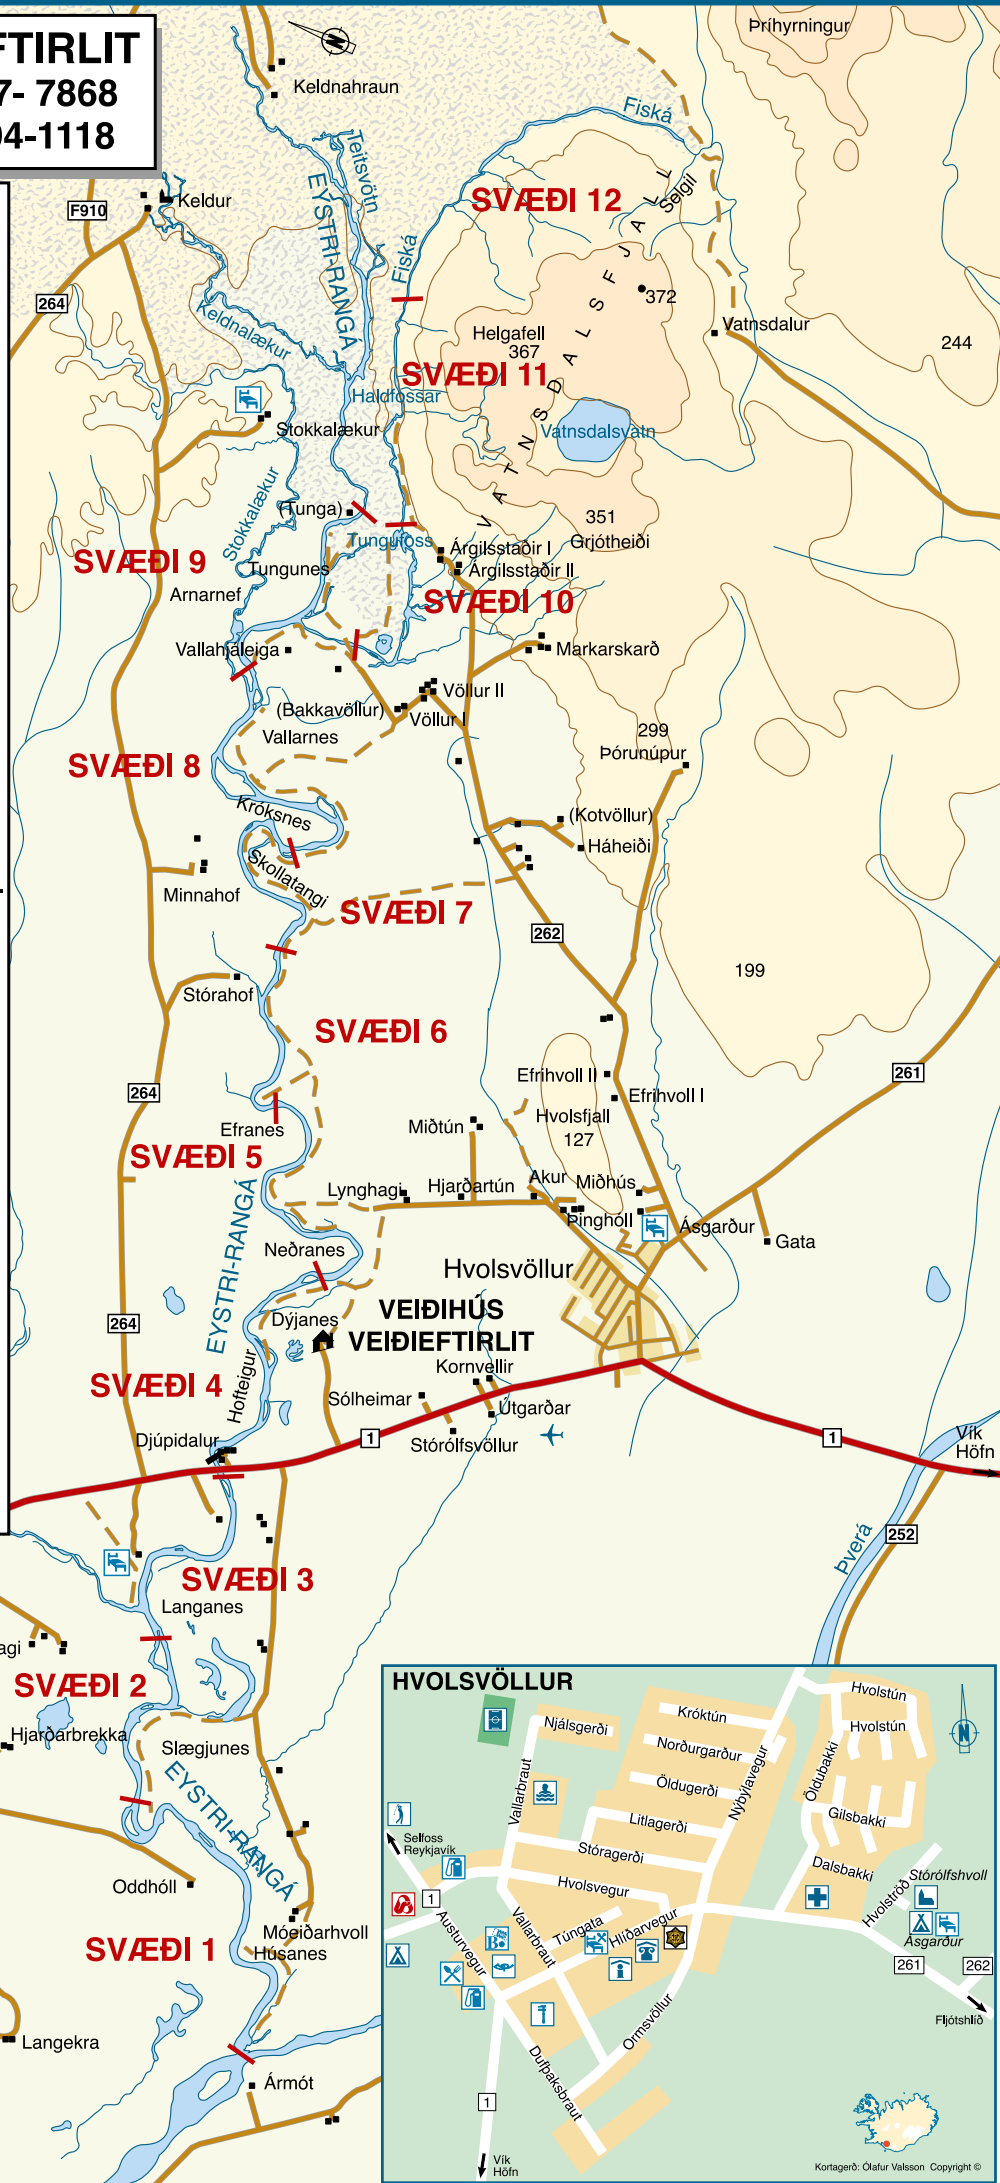 FTIRLIT
7- 7868
04-1118
Þríhyrningur
Keldnahraun
Fiská
Teitsvötn
EYSTRI-RANGÁ
SVÆÐI 12
Selgil
F910
Keldur
Fiská
264
372
Keldnalækur
Helgafell
367
Vatnsdalur
244
SVÆÐI 11
VATNSDALSFJALL
Haldfossar
Stokkalækur
Vatnsdalsvatn
Stokkalækur
(Tunga)
351
Grjótheiði
Tungufoss
Árgilsstaðir I
SVÆÐI 9
Tungunes
Árgilsstaðir II
Arnarnef
SVÆÐI 10
Vallahjáleiga
Markarskarð
Völlur II
(Bakkavöllur)
Völlur I
Vallarnes
299
Þórunúpur
SVÆÐI 8
Króksnes
(Kotvöllur)
Háheiði
Skollatangi
Minnahof
SVÆÐI 7
262
199
Stórahof
SVÆÐI 6
261
Efrihvoll II
264
Efrihvoll I
Hvolsfjall
127
Miðtún
Efranes
SVÆÐI 5
Akur
Miðhús
Lynghagi
Hjarðartún
EYSTRI-RANGÁ
Þinghóll
Ásgarður
Gata
Neðranes
Hvolsvöllur
264
Dýjanes
VEIÐIHÚS
VEIÐIEFTIRLIT
Hofteigur
Kornvellir
SVÆÐI 4
Sólheimar
Útgarðar
Djúpidalur
1
Stórólfsvöllur
1
Vík
Höfn
252
Þverá
SVÆÐI 3
Langanes
agi
SVÆÐI 2
Hjarðarbrekka
Slægjunes
EYSTRI-RANGÁ
Oddhóll
Móeiðarhvoll
Húsanes
SVÆÐI 1
Langekra
Ármót
HVOLSVÖLLUR
Hvolstún
Króktún
Njálsgerði
Hvolstún
Norðurgarður
Nýbýlavegur
Öldubakki
Öldugerði
Vallarbraut
Litlagerði
Gilsbakki
Selfoss
Reykjavík
Stóragerði
Dalsbakki
Stórólfshvoll
Hvolsvegur
1
Hvolströð
Austurvegur
Vallarbraut
Túngata
Hlíðarvegur
Ásgarður
261
262
Fljótshlíð
Ormsvöllur
Dufþaksbraut
1
Vík
Höfn
Kortagerð: Ólafur Valsson Copyright ©